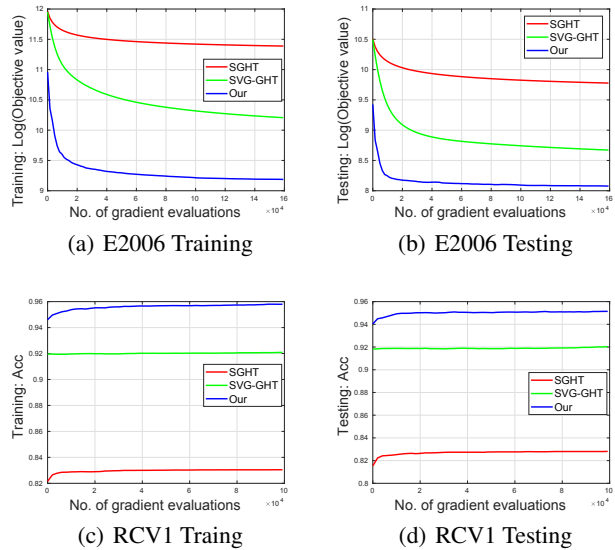 12
11.5
11
10.5
10
9.5
9
Training: Log(Objective value)
SGHT
SVG-GHT
Our
0 2 4 6 8 10 12 14 16
No. of gradient evaluations ×10⁴
(a) E2006 Training
10.5
10
9.5
9
8.5
8
Testing: Log(Objective value)
SGHT
SVG-GHT
Our
0 2 4 6 8 10 12 14 16
No. of gradient evaluations ×10⁴
(b) E2006 Testing
0.96
0.94
0.92
0.9
0.88
0.86
0.84
0.82
Training: Acc
SGHT
SVG-GHT
Our
0 2 4 6 8 10
No. of gradient evaluations ×10⁴
(c) RCV1 Traing
0.96
0.94
0.92
0.9
0.88
0.86
0.84
0.82
0.8
Testing: Acc
SGHT
SVG-GHT
Our
0 2 4 6 8 10
No. of gradient evaluations ×10⁴
(d) RCV1 Testing